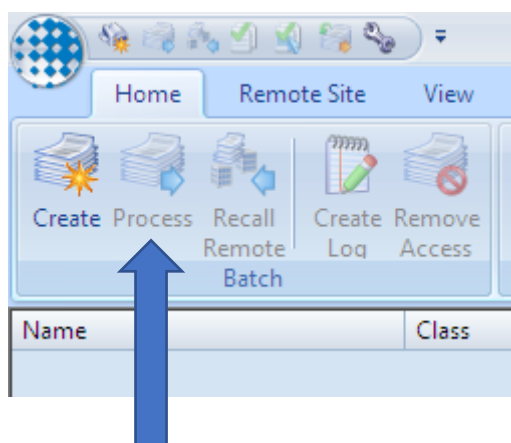 Home Remote Site View
Create Process Recall Create Remove
Remote Log Access
Batch
Name Class